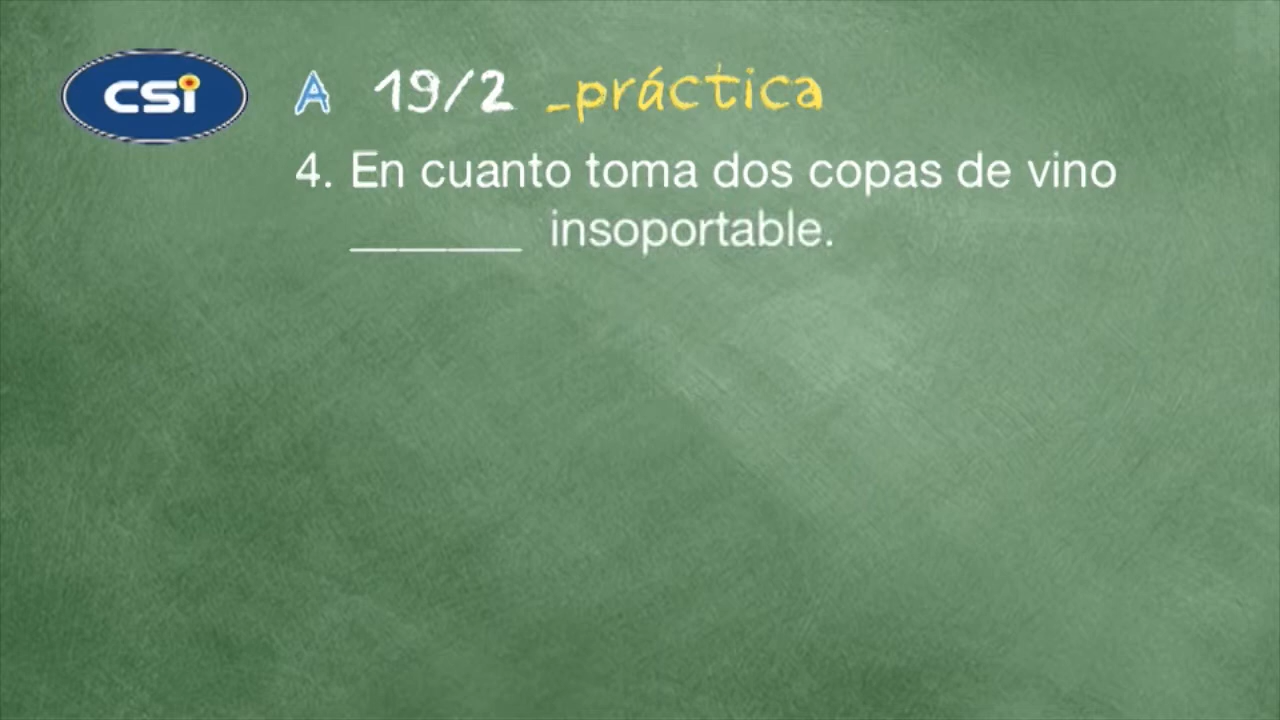 CSi A 19/2 _práctica
4. En cuanto toma dos copas de vino
_______ insoportable.